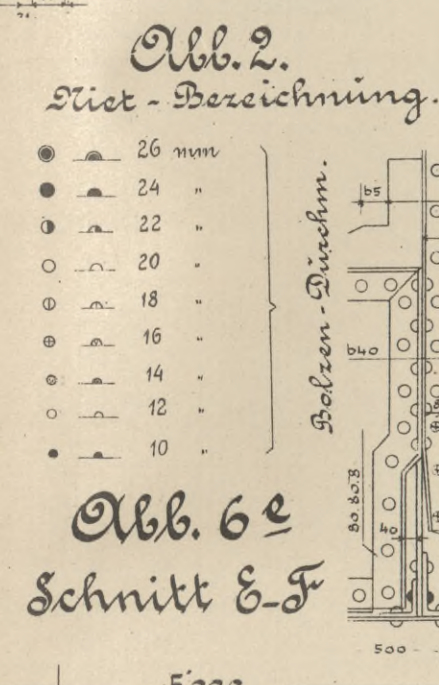 Abb. 2.
Niet - Bezeichnung.
26 mm
24 "
22 "
20 "
18 "
16 "
14 "
12 "
10 "
Bolzen - Durchm.
b5
b40
80.80.8
40
500
Abb. 6e
Schnitt E-F